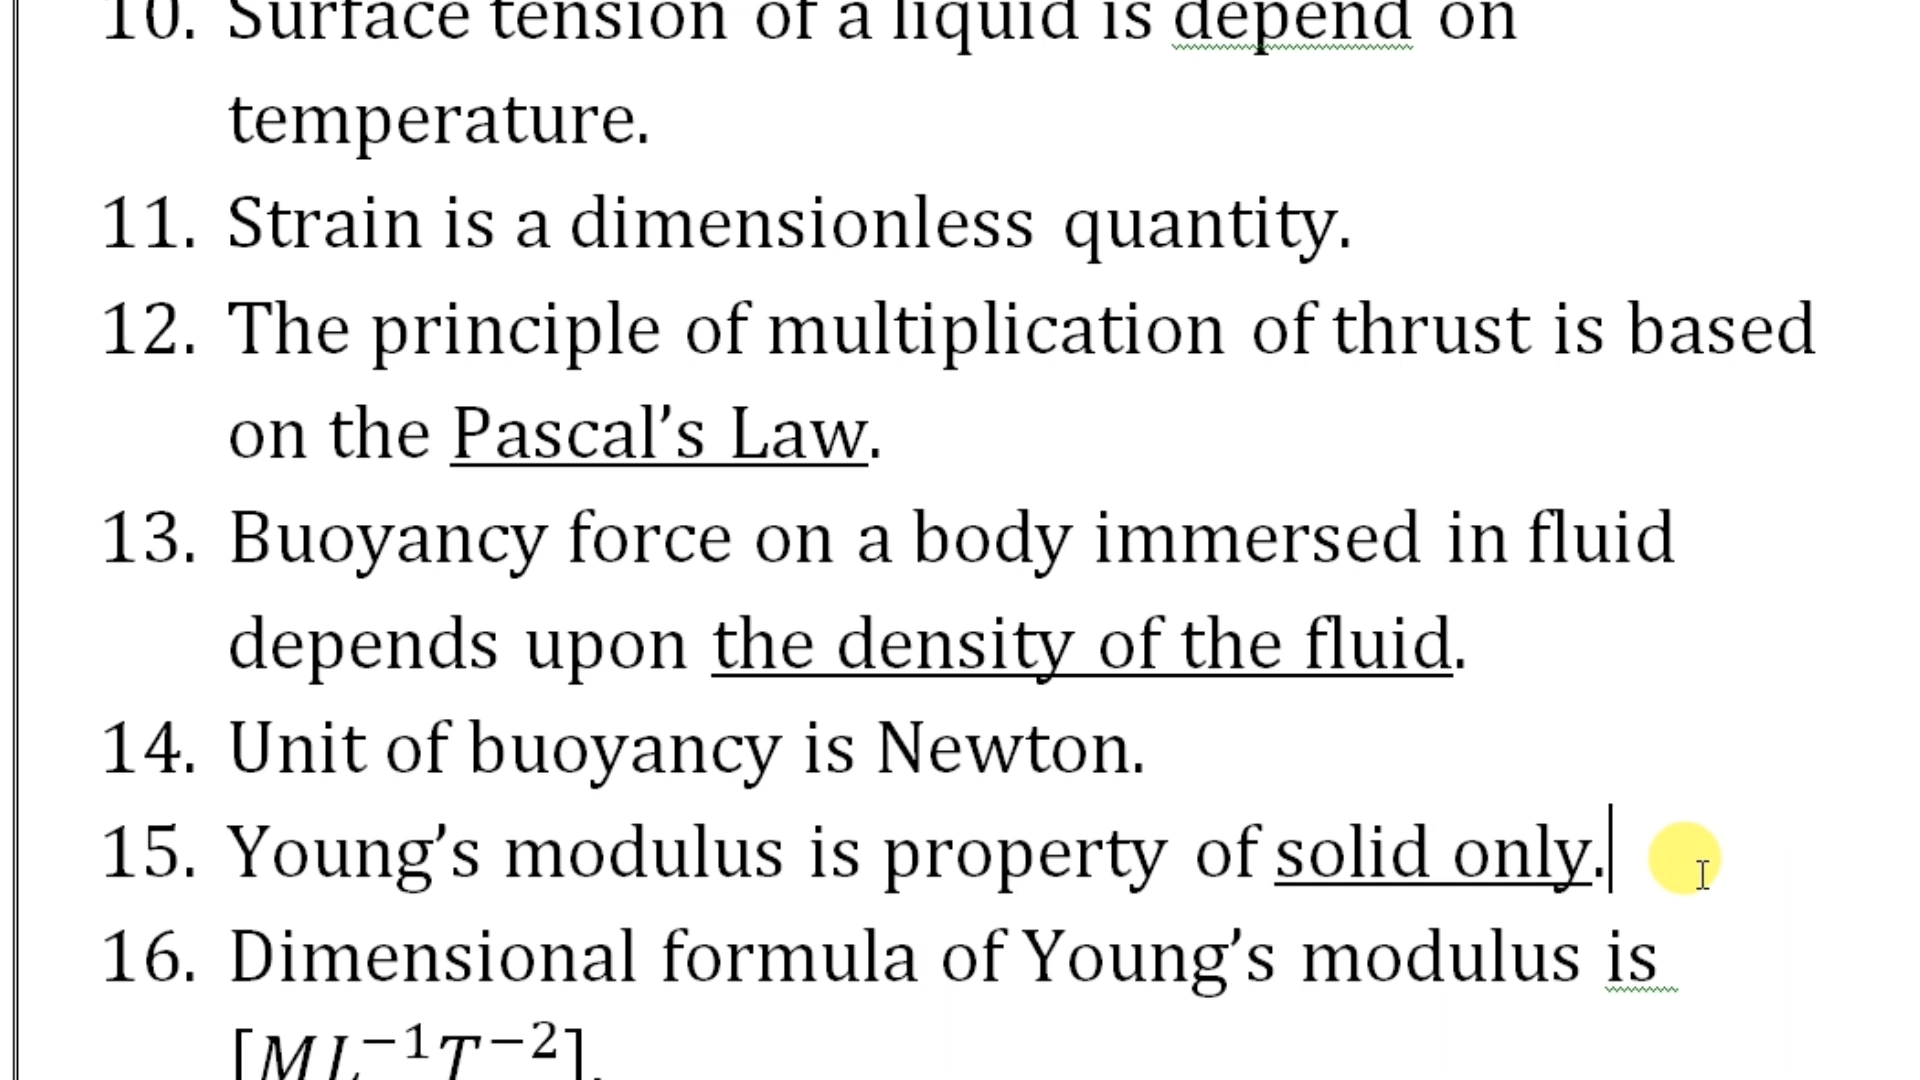 10. Surface tension of a liquid is depend on
temperature.
11. Strain is a dimensionless quantity.
12. The principle of multiplication of thrust is based
on the Pascal’s Law.
13. Buoyancy force on a body immersed in fluid
depends upon the density of the fluid.
14. Unit of buoyancy is Newton.
15. Young’s modulus is property of solid only.
16. Dimensional formula of Young’s modulus is
[ML⁻¹T⁻²].